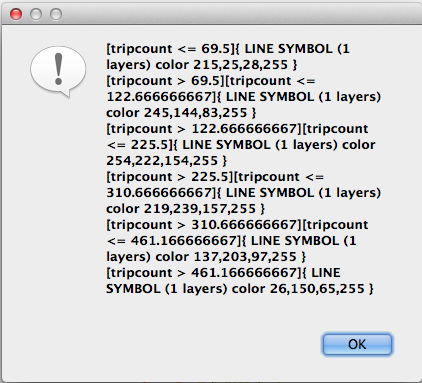 [tripcount <= 69.5]{ LINE SYMBOL (1
layers) color 215,25,28,255 }
[tripcount > 69.5][tripcount <=
122.666666667]{ LINE SYMBOL (1 layers)
color 245,144,83,255 }
[tripcount > 122.666666667][tripcount
<= 225.5]{ LINE SYMBOL (1 layers) color
254,222,154,255 }
[tripcount > 225.5][tripcount <=
310.666666667]{ LINE SYMBOL (1 layers)
color 219,239,157,255 }
[tripcount > 310.666666667][tripcount
<= 461.166666667]{ LINE SYMBOL (1
layers) color 137,203,97,255 }
[tripcount > 461.166666667]{ LINE
SYMBOL (1 layers) color 26,150,65,255 }
OK